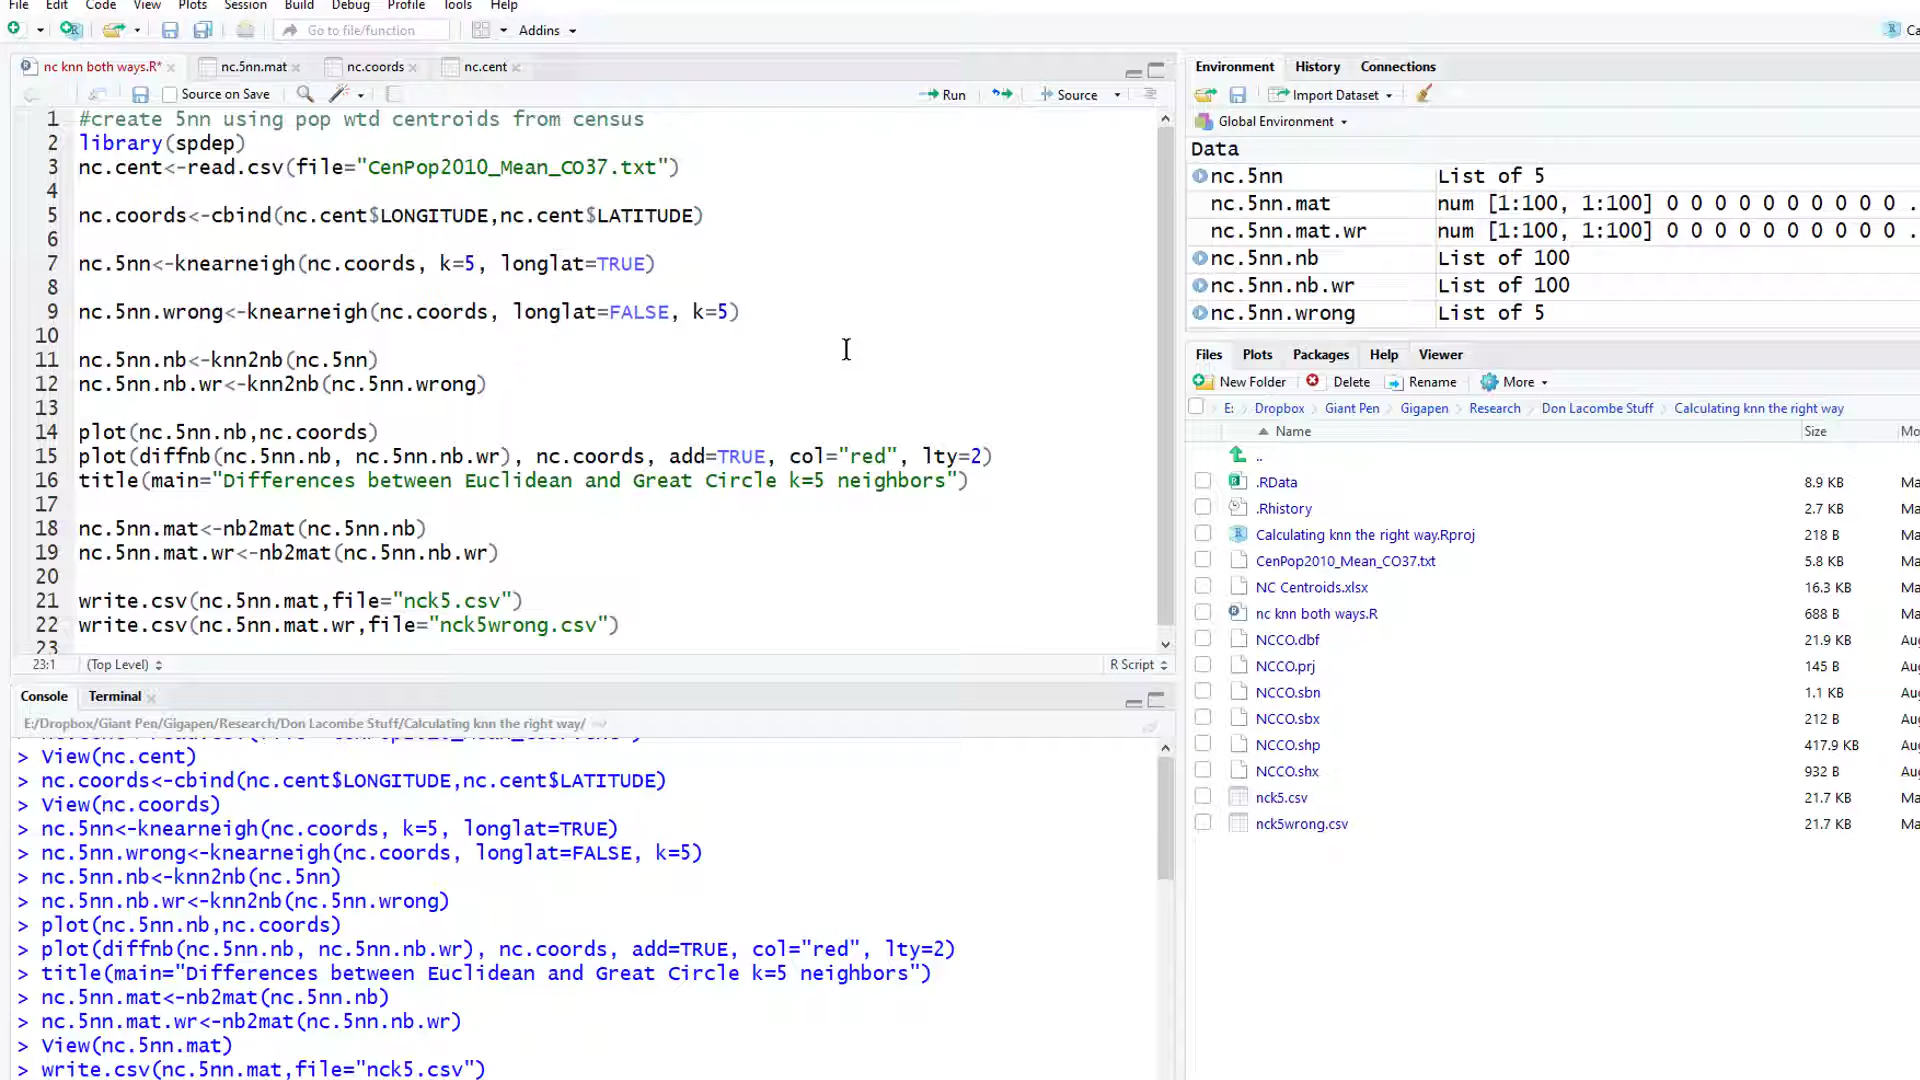 File Edit Code View Plots Session Build Debug Profile Tools Help
Go to file/function Addins
nc knn both ways.R* nc.5nn.mat nc.coords nc.cent
Source on Save Run Source
1 #create 5nn using pop wtd centroids from census
2 library(spdep)
3 nc.cent<-read.csv(file="CenPop2010_Mean_CO37.txt")
4
5 nc.coords<-cbind(nc.cent$LONGITUDE,nc.cent$LATITUDE)
6
7 nc.5nn<-knearneigh(nc.coords, k=5, longlat=TRUE)
8
9 nc.5nn.wrong<-knearneigh(nc.coords, longlat=FALSE, k=5)
10
11 nc.5nn.nb<-knn2nb(nc.5nn)
12 nc.5nn.nb.wr<-knn2nb(nc.5nn.wrong)
13
14 plot(nc.5nn.nb,nc.coords)
15 plot(diffnb(nc.5nn.nb, nc.5nn.nb.wr), nc.coords, add=TRUE, col="red", lty=2)
16 title(main="Differences between Euclidean and Great Circle k=5 neighbors")
17
18 nc.5nn.mat<-nb2mat(nc.5nn.nb)
19 nc.5nn.mat.wr<-nb2mat(nc.5nn.nb.wr)
20
21 write.csv(nc.5nn.mat,file="nck5.csv")
22 write.csv(nc.5nn.mat.wr,file="nck5wrong.csv")
23
23:1 (Top Level) R Script
Console Terminal
E:/Dropbox/Giant Pen/Gigapen/Research/Don Lacombe Stuff/Calculating knn the right way/
> View(nc.cent)
> nc.coords<-cbind(nc.cent$LONGITUDE,nc.cent$LATITUDE)
> View(nc.coords)
> nc.5nn<-knearneigh(nc.coords, k=5, longlat=TRUE)
> nc.5nn.wrong<-knearneigh(nc.coords, longlat=FALSE, k=5)
> nc.5nn.nb<-knn2nb(nc.5nn)
> nc.5nn.nb.wr<-knn2nb(nc.5nn.wrong)
> plot(nc.5nn.nb,nc.coords)
> plot(diffnb(nc.5nn.nb, nc.5nn.nb.wr), nc.coords, add=TRUE, col="red", lty=2)
> title(main="Differences between Euclidean and Great Circle k=5 neighbors")
> nc.5nn.mat<-nb2mat(nc.5nn.nb)
> nc.5nn.mat.wr<-nb2mat(nc.5nn.nb.wr)
> View(nc.5nn.mat)
> write.csv(nc.5nn.mat,file="nck5.csv")
Ca
Environment History Connections
Import Dataset
Global Environment
Data
nc.5nn List of 5
nc.5nn.mat num [1:100, 1:100] 0 0 0 0 0 0 0 0 0 0 .
nc.5nn.mat.wr num [1:100, 1:100] 0 0 0 0 0 0 0 0 0 0 .
nc.5nn.nb List of 100
nc.5nn.nb.wr List of 100
nc.5nn.wrong List of 5
Files Plots Packages Help Viewer
New Folder Delete Rename More
E: Dropbox Giant Pen Gigapen Research Don Lacombe Stuff Calculating knn the right way
Name Size Mo
..
.RData 8.9 KB Ma
.Rhistory 2.7 KB Ma
Calculating knn the right way.Rproj 218 B Ma
CenPop2010_Mean_CO37.txt 5.8 KB Ma
NC Centroids.xlsx 16.3 KB Ma
nc knn both ways.R 688 B Ma
NCCO.dbf 21.9 KB Au
NCCO.prj 145 B Au
NCCO.sbn 1.1 KB Au
NCCO.sbx 212 B Au
NCCO.shp 417.9 KB Au
NCCO.shx 932 B Au
nck5.csv 21.7 KB Ma
nck5wrong.csv 21.7 KB Ma